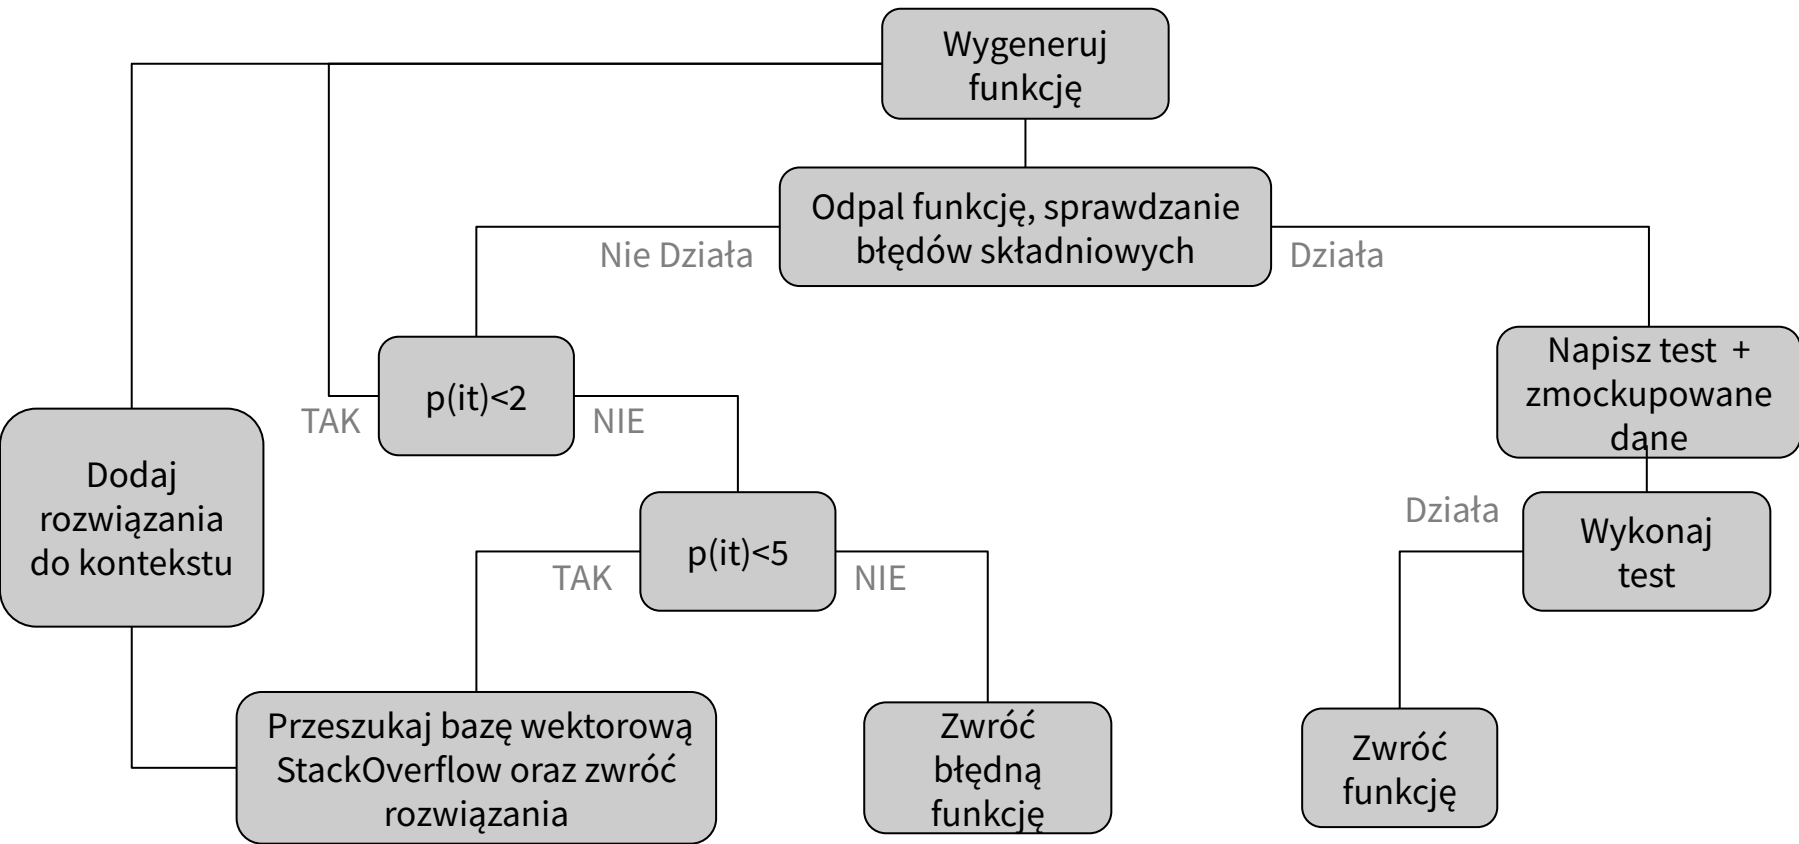 Wygeneruj
funkcję
Odpal funkcję, sprawdzanie
błędów składniowych
Nie Działa
Działa
p(it)<2
TAK
NIE
Napisz test +
zmockupowane
dane
Dodaj
rozwiązania
do kontekstu
p(it)<5
TAK
NIE
Działa
Wykonaj
test
Przeszukaj bazę wektorową
StackOverflow oraz zwróć
rozwiązania
Zwróć
błędną
funkcję
Zwróć
funkcję